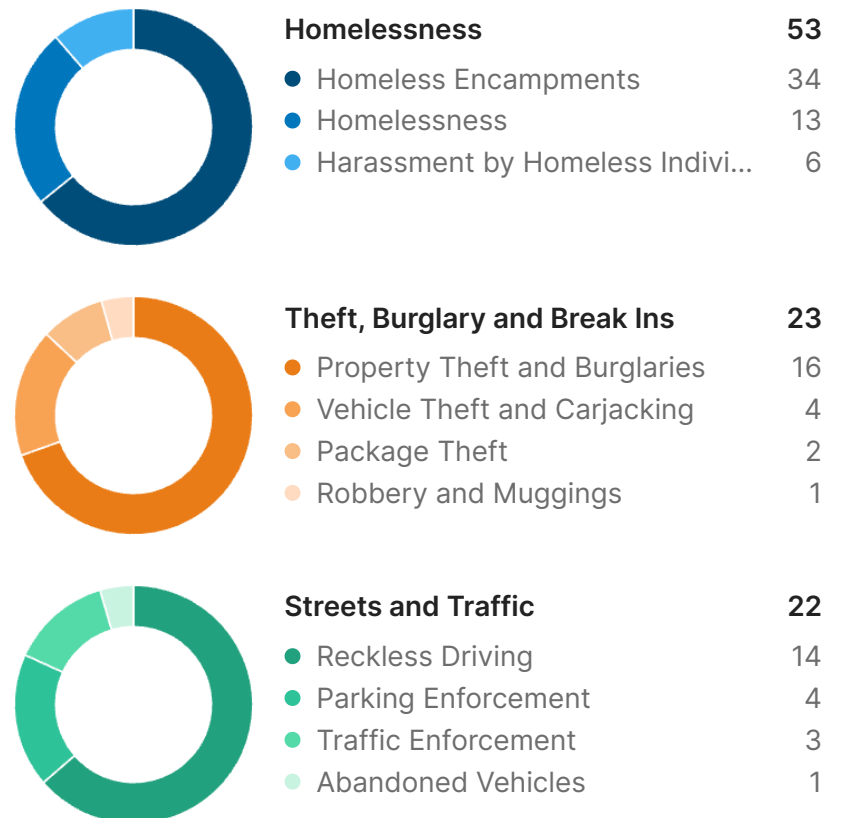 Homelessness 53
Homeless Encampments 34
Homelessness 13
Harassment by Homeless Indivi... 6
Theft, Burglary and Break Ins 23
Property Theft and Burglaries 16
Vehicle Theft and Carjacking 4
Package Theft 2
Robbery and Muggings 1
Streets and Traffic 22
Reckless Driving 14
Parking Enforcement 4
Traffic Enforcement 3
Abandoned Vehicles 1